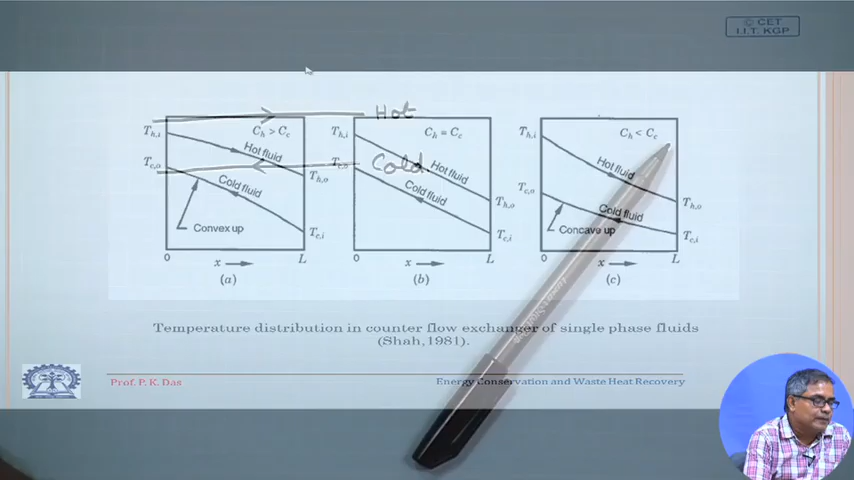 © CET
I.I.T. KGP
Hot
Cold
T_h,i
T_c,o
C_h > C_c
Hot fluid
Cold fluid
Convex up
T_h,o
T_c,i
0
x
L
(a)
T_h,i
T_c,o
C_h = C_c
Hot fluid
Cold fluid
T_h,o
T_c,i
0
x
L
(b)
T_h,i
T_c,o
C_h < C_c
Hot fluid
Cold fluid
Concave up
T_h,o
T_c,i
0
x
L
(c)
Temperature distribution in counter flow exchanger of single phase fluids
(Shah,1981).
Prof. P. K. Das
Energy Conservation and Waste Heat Recovery